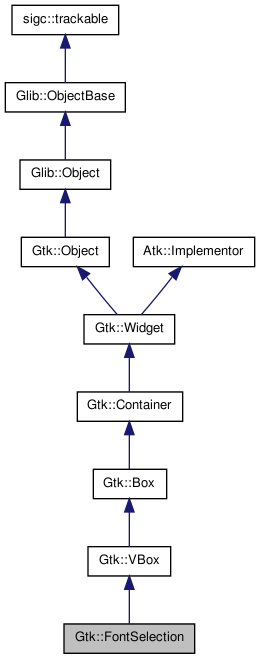 sigc::trackable
Glib::ObjectBase
Glib::Object
Gtk::Object
Atk::Implementor
Gtk::Widget
Gtk::Container
Gtk::Box
Gtk::VBox
Gtk::FontSelection